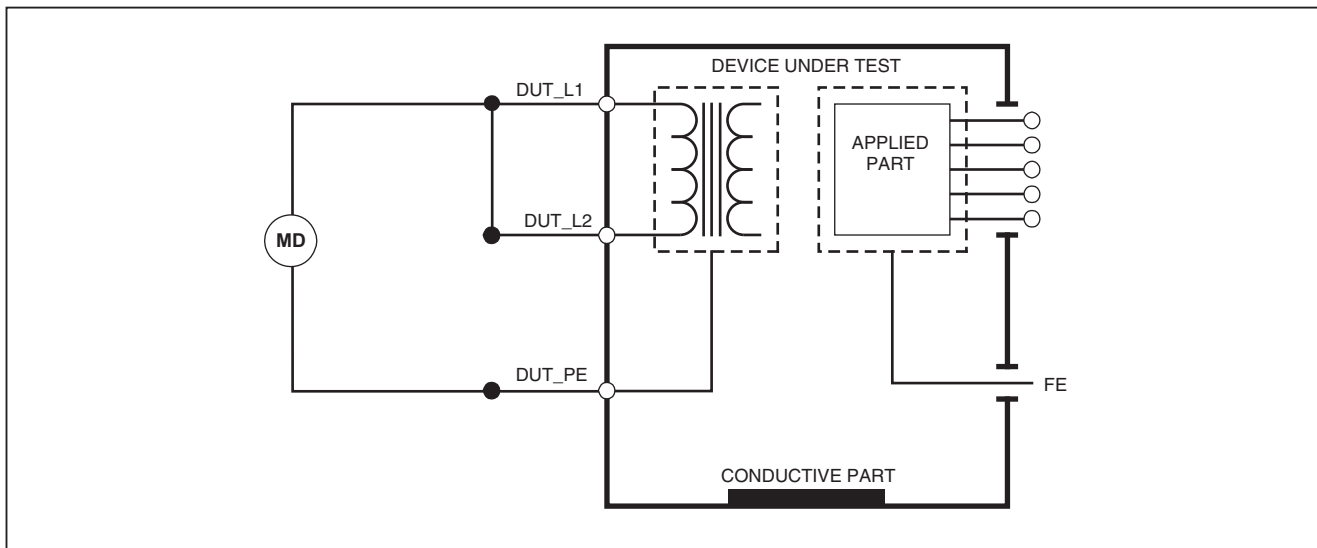 DEVICE UNDER TEST
DUT_L1
APPLIED
PART
DUT_L2
MD
DUT_PE
FE
CONDUCTIVE PART